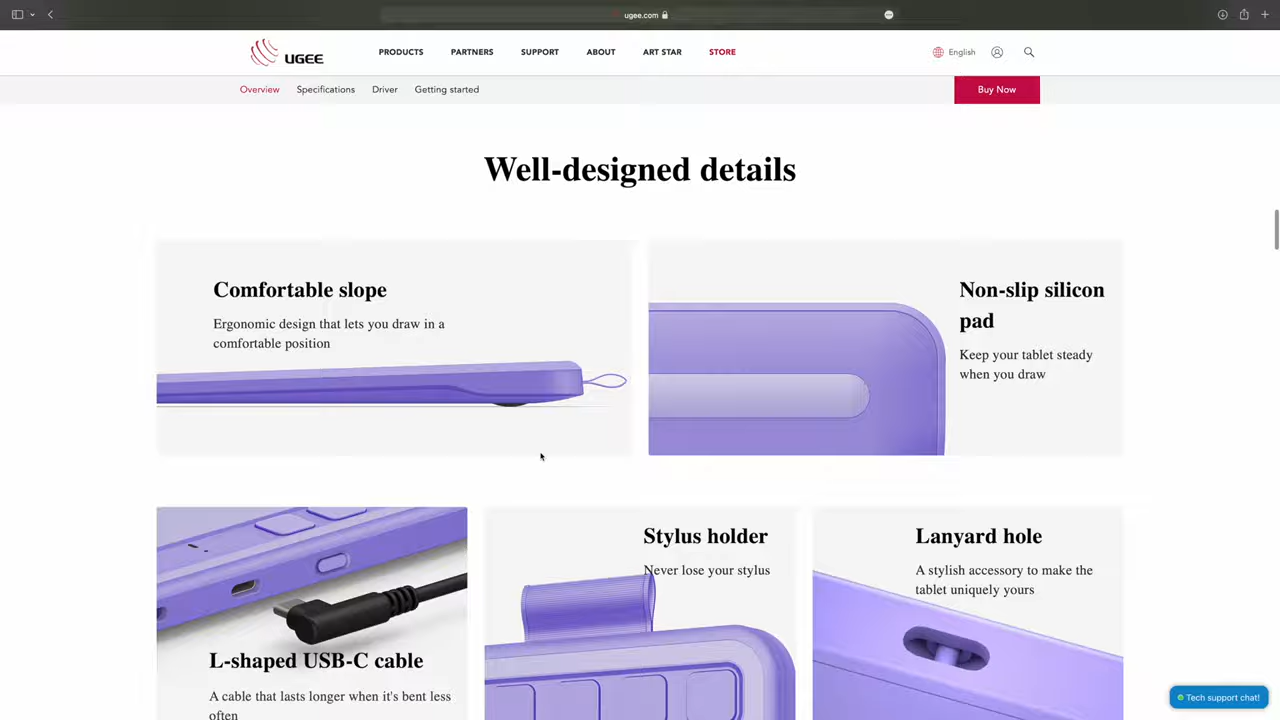 ugee.com
UGEE
PRODUCTS
PARTNERS
SUPPORT
ABOUT
ART STAR
STORE
English
Overview
Specifications
Driver
Getting started
Buy Now
Well-designed details
Comfortable slope
Ergonomic design that lets you draw in a
comfortable position
Non-slip silicon
pad
Keep your tablet steady
when you draw
L-shaped USB-C cable
A cable that lasts longer when it's bent less
often
Stylus holder
Never lose your stylus
Lanyard hole
A stylish accessory to make the
tablet uniquely yours
Tech support chat!